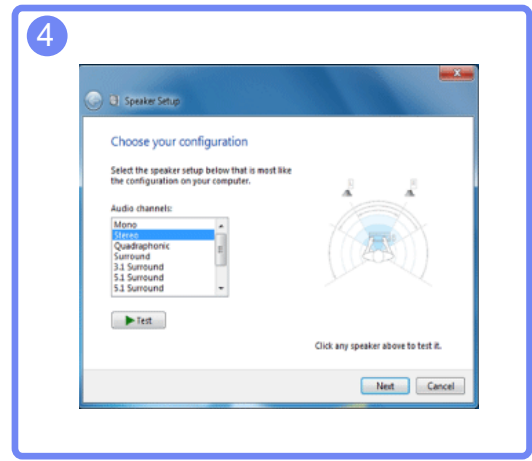 4
Speaker Setup
Choose your configuration
Select the speaker setup below that is most like
the configuration on your computer.
Audio channels:
Mono
Stereo
Quadraphonic
Surround
3.1 Surround
5.1 Surround
5.1 Surround
Test
Click any speaker above to test it.
Next
Cancel